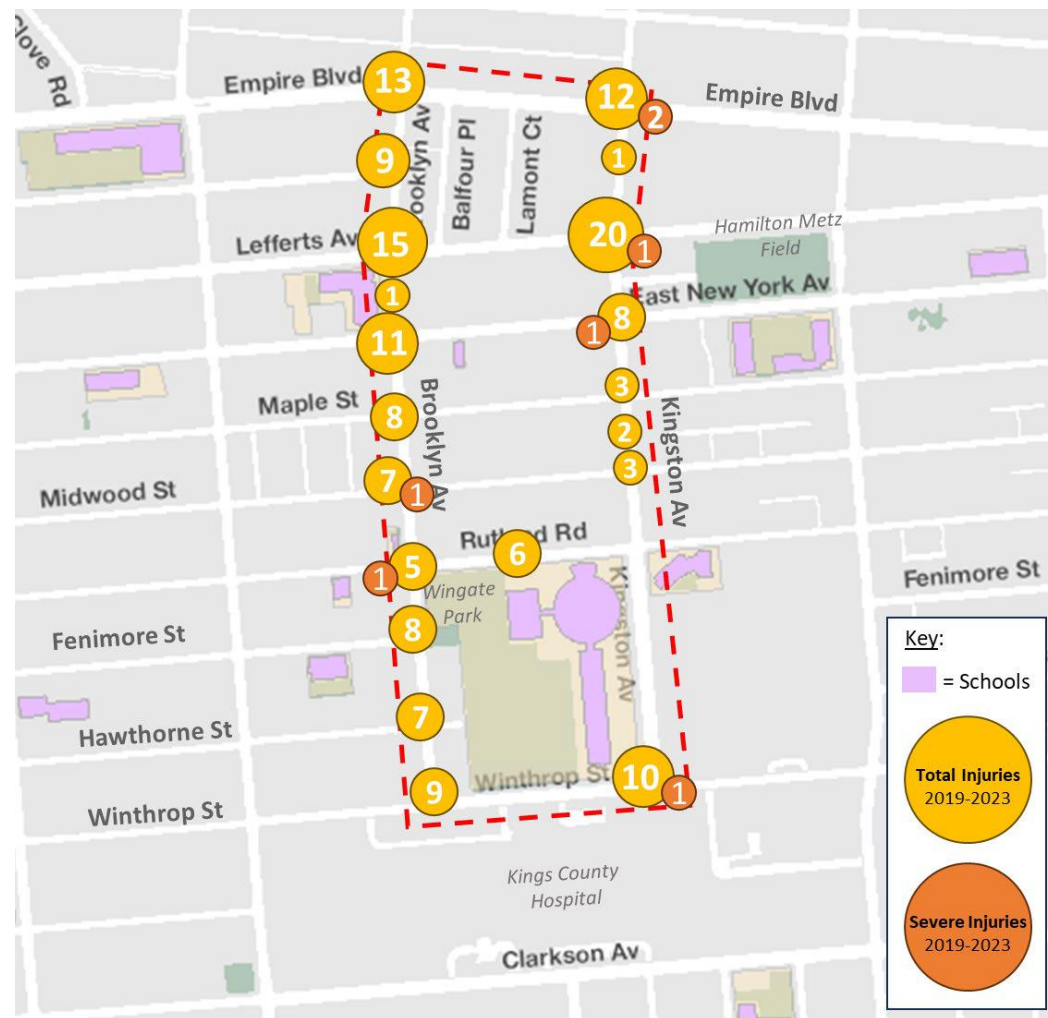 Clove Rd
Empire Blvd
13
12
2
Empire Blvd
9
1
Brooklyn Av
Balfour Pl
Lamont Ct
Lefferts Av
15
20
1
Hamilton Metz
Field
1
East New York Av
8
1
11
3
Maple St
8
Brooklyn Av
2
Kingston Av
3
Midwood St
7
1
Rutland Rd
6
5
1
Wingate
Park
Kingston Av
Fenimore St
Fenimore St
8
Hawthorne St
7
Winthrop St
10
1
9
Winthrop St
Kings County
Hospital
Clarkson Av
Key:
= Schools
Total Injuries
2019-2023
Severe Injuries
2019-2023